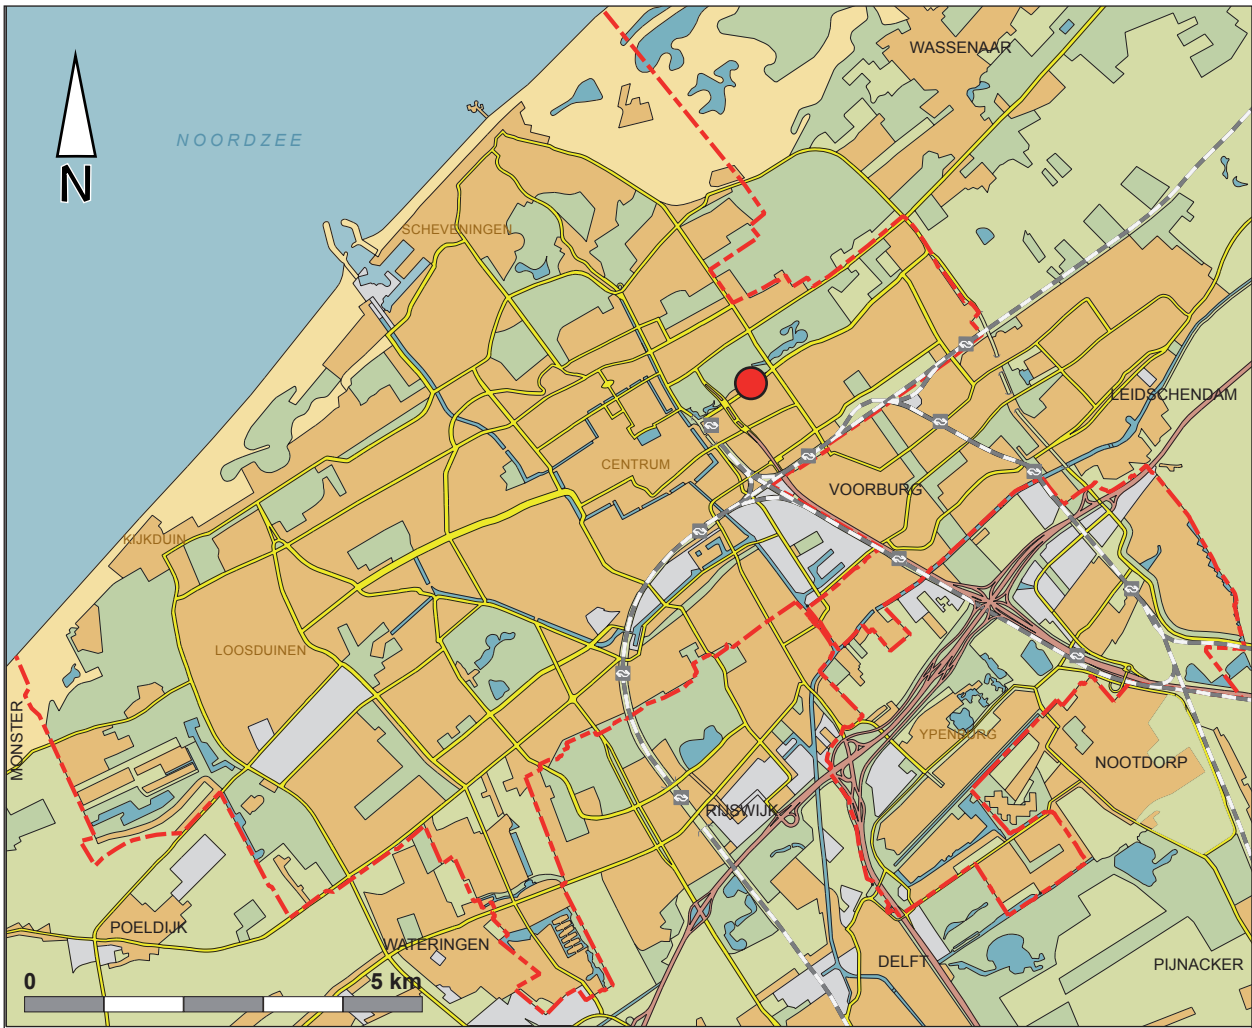 WASSENAAR
NOORDZEE
N
SCHEVENINGEN
LEIDSCHENDAM
CENTRUM
VOORBURG
KIJKDUIN
LOOSDUINEN
MONSTER
YPENBURG
NOOTDORP
RIJSWIJK
POELDIJK
WATERINGEN
DELFT
PIJNACKER
0 5 km